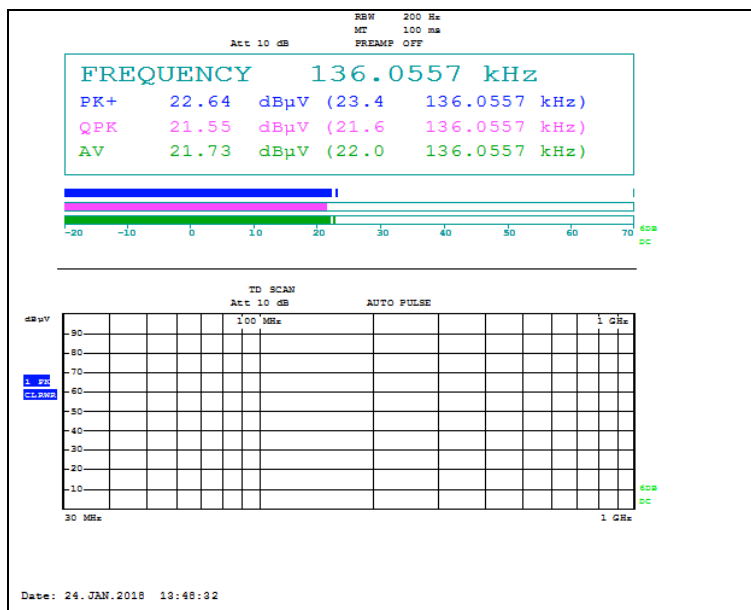 RBW 200 Hz
MT 100 ms
Att 10 dB PREAMP OFF
FREQUENCY 136.0557 kHz
PK+ 22.64 dBµV (23.4 136.0557 kHz)
QPK 21.55 dBµV (21.6 136.0557 kHz)
AV 21.73 dBµV (22.0 136.0557 kHz)
-20 -10 0 10 20 30 40 50 60 70
6DB
DC
TD SCAN
Att 10 dB AUTO PULSE
dBµV
100 MHz 1 GHz
90
80
70
1 PK
60
CLRWR
50
40
30
20
10
6DB
DC
30 MHz 1 GHz
Date: 24.JAN.2018 13:48:32